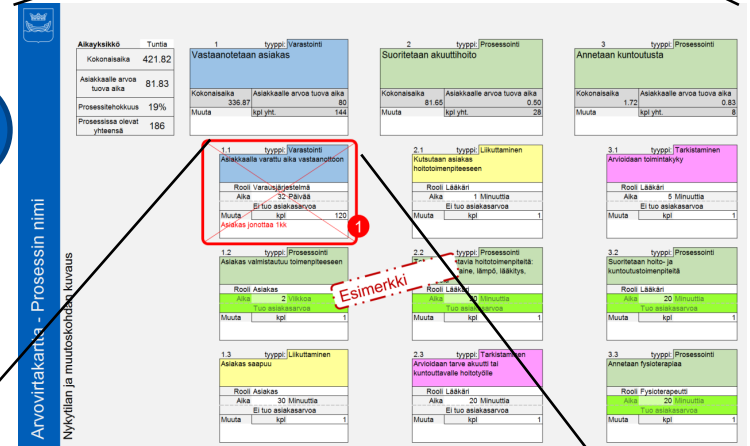 Arvovirtakartta - Prosessin nimi
Nykytilan ja muutoskohdan kuvaus
Aikayksikkö Tuntia
Kokonaisaika 421.82
Asiakkaalle arvoa tuova aika 81.83
Prosessitehokkuus 19%
Prosessissa olevat yhteensä 186
1 tyyppi: Varastointi
Vastaanotetaan asiakas
Kokonaisaika Asiakkaalle arvoa tuova aika
336.87 80
Muuta kpl yht. 144
2 tyyppi: Prosessointi
Suoritetaan akuuttihoito
Kokonaisaika Asiakkaalle arvoa tuova aika
81.65 0.50
Muuta kpl yht. 28
3 tyyppi: Prosessointi
Annetaan kuntoutusta
Kokonaisaika Asiakkaalle arvoa tuova aika
1.72 0.83
Muuta kpl yht. 8
1.1 tyyppi: Varastointi
Asiakkaalla varattu aika vastaanottoon
Rooli Varausjärjestelmä
Aika 32 Päivää
Ei tuo asiakasarvoa
Muuta kpl 120
Asiakas jonottaa 1kk
1
2.1 tyyppi: Liikuttaminen
Kutsutaan asiakas
hoitotoimenpiteeseen
Rooli Lääkäri
Aika 1 Minuuttia
Ei tuo asiakasarvoa
Muuta kpl 1
3.1 tyyppi: Tarkistaminen
Arvioidaan toimintakyky
Rooli Lääkäri
Aika 5 Minuuttia
Ei tuo asiakasarvoa
Muuta kpl 1
1.2 tyyppi: Prosessointi
Asiakas valmistautuu toimenpiteeseen
Rooli Asiakas
Aika 2 Viikkoa
Tuo asiakasarvoa
Muuta kpl 1
2.2 tyyppi: Prosessointi
hoitotoimenpiteitä:
lämpö, lääkitys,
Esimerkki
Rooli Lääkäri
Aika 20 Minuuttia
Tuo asiakasarvoa
Muuta kpl 1
3.2 tyyppi: Prosessointi
Suoritetaan hoito- ja
kuntoutustoimenpiteitä
Rooli Lääkäri
Aika 20 Minuuttia
Tuo asiakasarvoa
Muuta kpl 1
1.3 tyyppi: Liikuttaminen
Asiakas saapuu
Rooli Asiakas
Aika 30 Minuuttia
Ei tuo asiakasarvoa
Muuta kpl 1
2.3 tyyppi: Tarkistaminen
Arvioidaan tarve akuutti tai
kuntouttavalle hoitotyölle
Rooli Lääkäri
Aika 20 Minuuttia
Ei tuo asiakasarvoa
Muuta kpl 1
3.3 tyyppi: Prosessointi
Annetaan fysioterapiaa
Rooli Fysioterapeutti
Aika 20 Minuuttia
Tuo asiakasarvoa
Muuta kpl 1